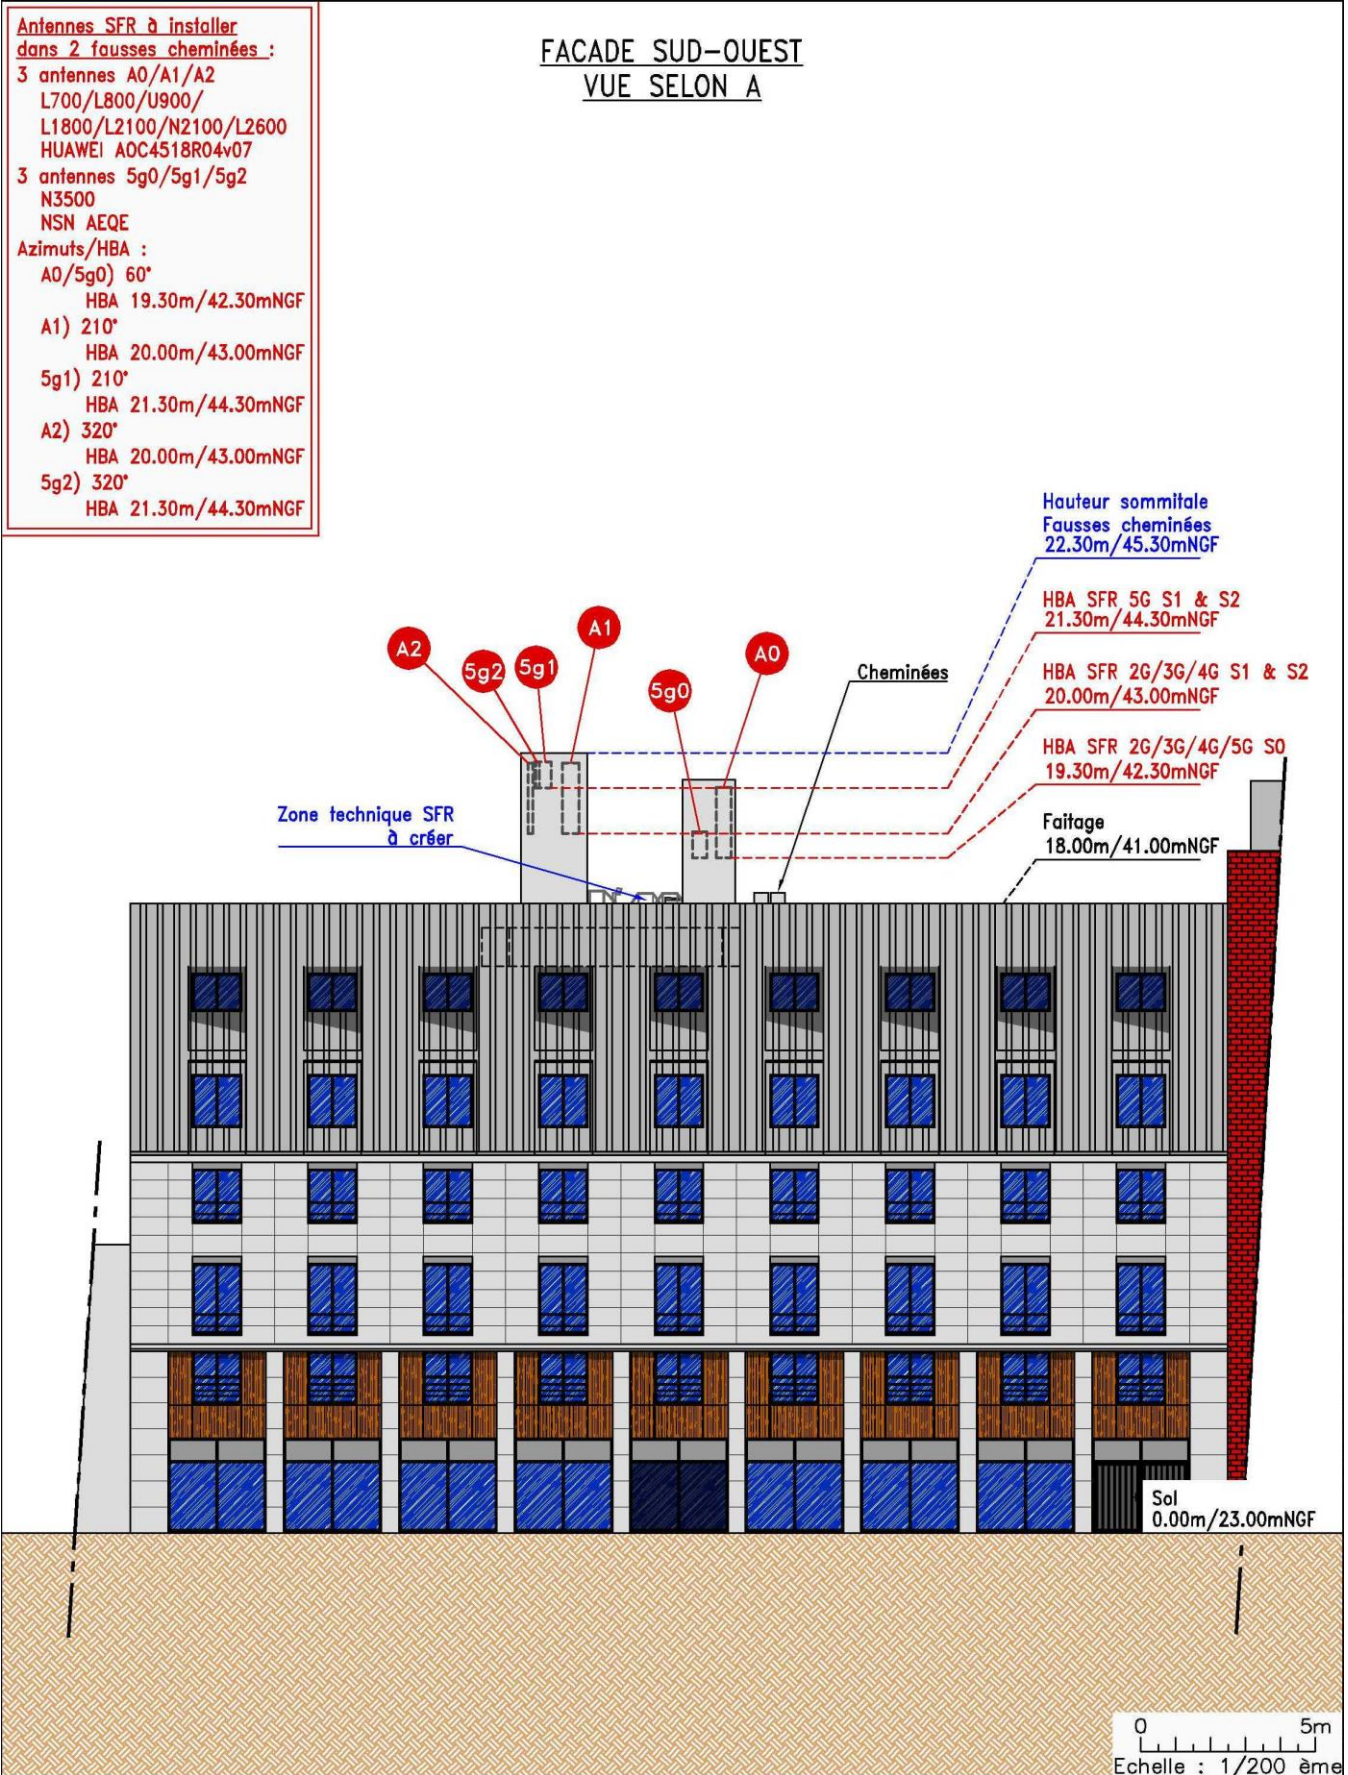 Antennes SFR à installer
dans 2 fausses cheminées :
3 antennes A0/A1/A2
L700/L800/U900/
L1800/L2100/N2100/L2600
HUAWEI AOC4518R04v07
3 antennes 5g0/5g1/5g2
N3500
NSN AEQE
Azimuts/HBA :
A0/5g0) 60°
HBA 19.30m/42.30mNGF
A1) 210°
HBA 20.00m/43.00mNGF
5g1) 210°
HBA 21.30m/44.30mNGF
A2) 320°
HBA 20.00m/43.00mNGF
5g2) 320°
HBA 21.30m/44.30mNGF
FACADE SUD-OUEST
VUE SELON A
Hauteur sommitale
Fausses cheminées
22.30m/45.30mNGF
HBA SFR 5G S1 & S2
21.30m/44.30mNGF
HBA SFR 2G/3G/4G S1 & S2
20.00m/43.00mNGF
HBA SFR 2G/3G/4G/5G S0
19.30m/42.30mNGF
Faitage
18.00m/41.00mNGF
A2
5g2
5g1
A1
5g0
A0
Cheminées
Zone technique SFR
à créer
Sol
0.00m/23.00mNGF
0 5m
Echelle : 1/200 ème